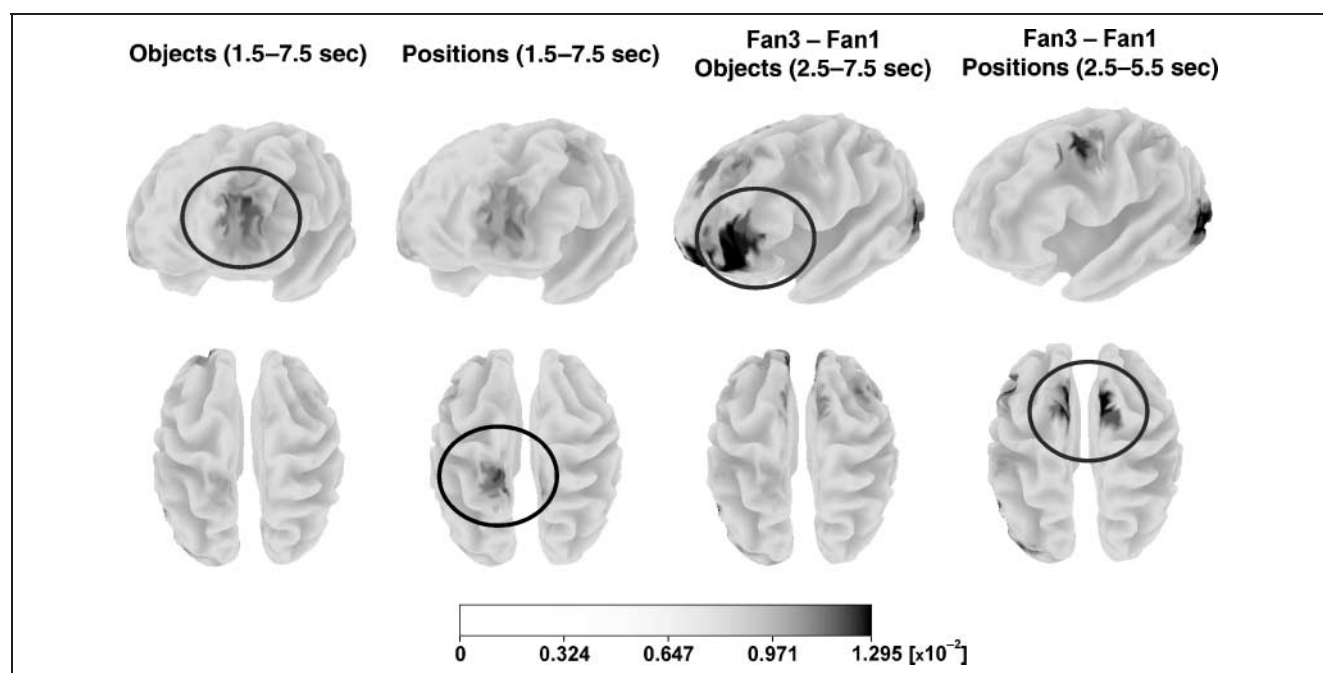 Objects (1.5–7.5 sec)
Positions (1.5–7.5 sec)
Fan3 – Fan1
Objects (2.5–7.5 sec)
Fan3 – Fan1
Positions (2.5–5.5 sec)
0 0.324 0.647 0.971 1.295 [x10⁻²]